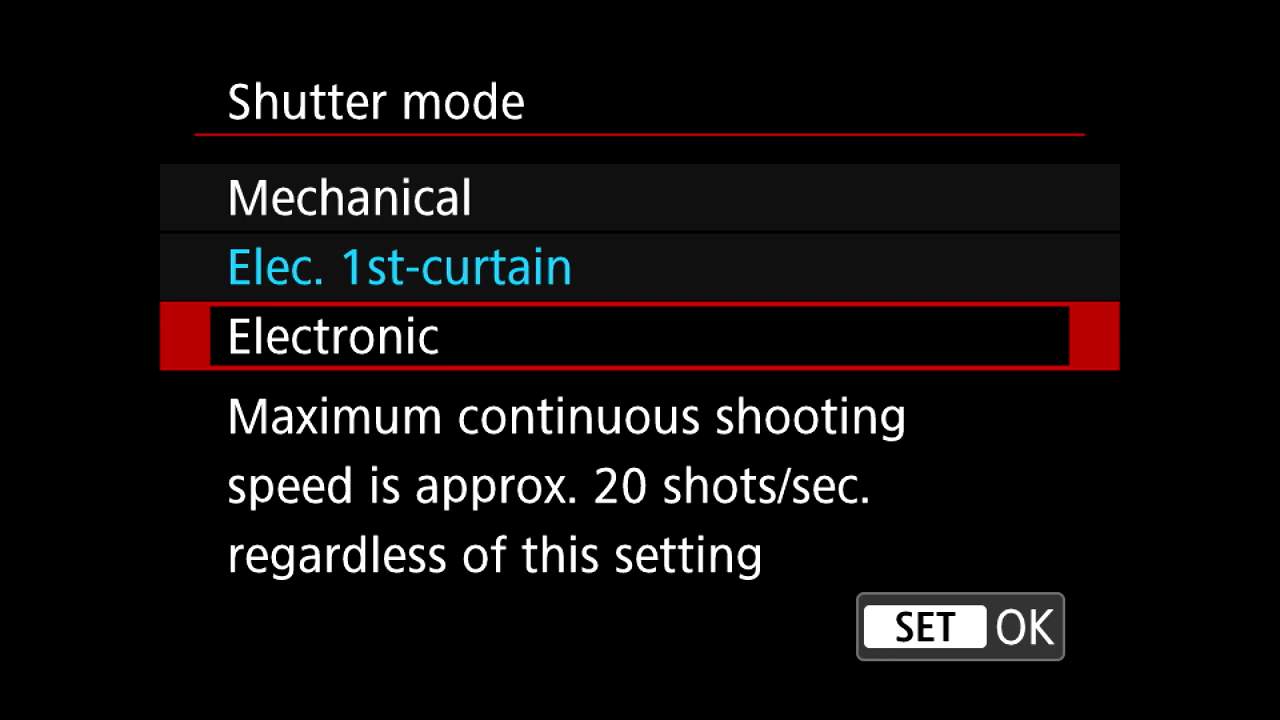 Shutter mode
Mechanical
Elec. 1st-curtain
Electronic
Maximum continuous shooting
speed is approx. 20 shots/sec.
regardless of this setting
SET OK